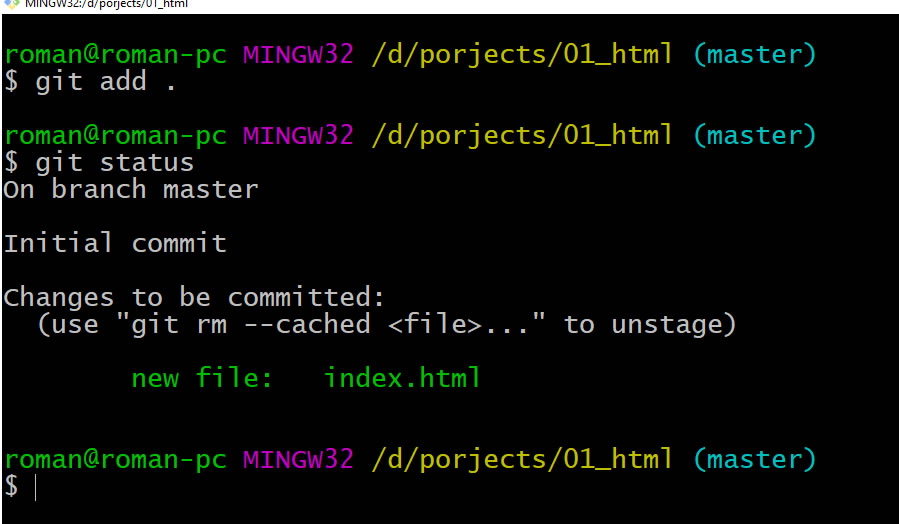 MINGW32:/d/porjects/01_html
roman@roman-pc MINGW32 /d/porjects/01_html (master)
$ git add .
roman@roman-pc MINGW32 /d/porjects/01_html (master)
$ git status
On branch master
Initial commit
Changes to be committed:
  (use "git rm --cached <file>..." to unstage)
        new file:   index.html
roman@roman-pc MINGW32 /d/porjects/01_html (master)
$